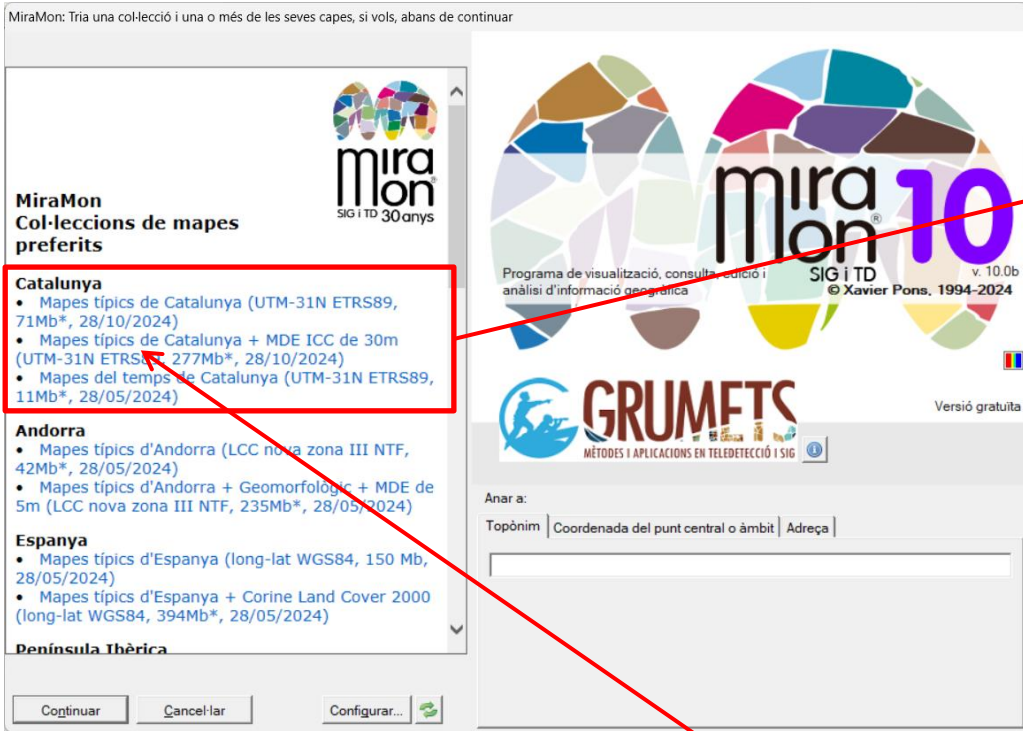 MiraMon: Tria una col·lecció i una o més de les seves capes, si vols, abans de continuar
mira
mon®
SIG i TD 30 anys
MiraMon
Col·leccions de mapes
preferits
Catalunya
• Mapes típics de Catalunya (UTM-31N ETRS89,
71Mb*, 28/10/2024)
• Mapes típics de Catalunya + MDE ICC de 30m
(UTM-31N ETRS89, 277Mb*, 28/10/2024)
• Mapes del temps de Catalunya (UTM-31N ETRS89,
11Mb*, 28/05/2024)
Andorra
• Mapes típics d'Andorra (LCC nova zona III NTF,
42Mb*, 28/05/2024)
• Mapes típics d'Andorra + Geomorfològic + MDE de
5m (LCC nova zona III NTF, 235Mb*, 28/05/2024)
Espanya
• Mapes típics d'Espanya (long-lat WGS84, 150 Mb,
28/05/2024)
• Mapes típics d'Espanya + Corine Land Cover 2000
(long-lat WGS84, 394Mb*, 28/05/2024)
Península Ibèrica
Continuar
Cancel·lar
Configurar...
mira
mon® 10
Programa de visualització, consulta, edició i
anàlisi d'informació geogràfica
SIG i TD
v. 10.0b
© Xavier Pons, 1994-2024
GRUMETS
MÈTODES I APLICACIONS EN TELEDETECCIÓ I SIG
Versió gratuïta
Anar a:
Topònim
Coordenada del punt central o àmbit
Adreça